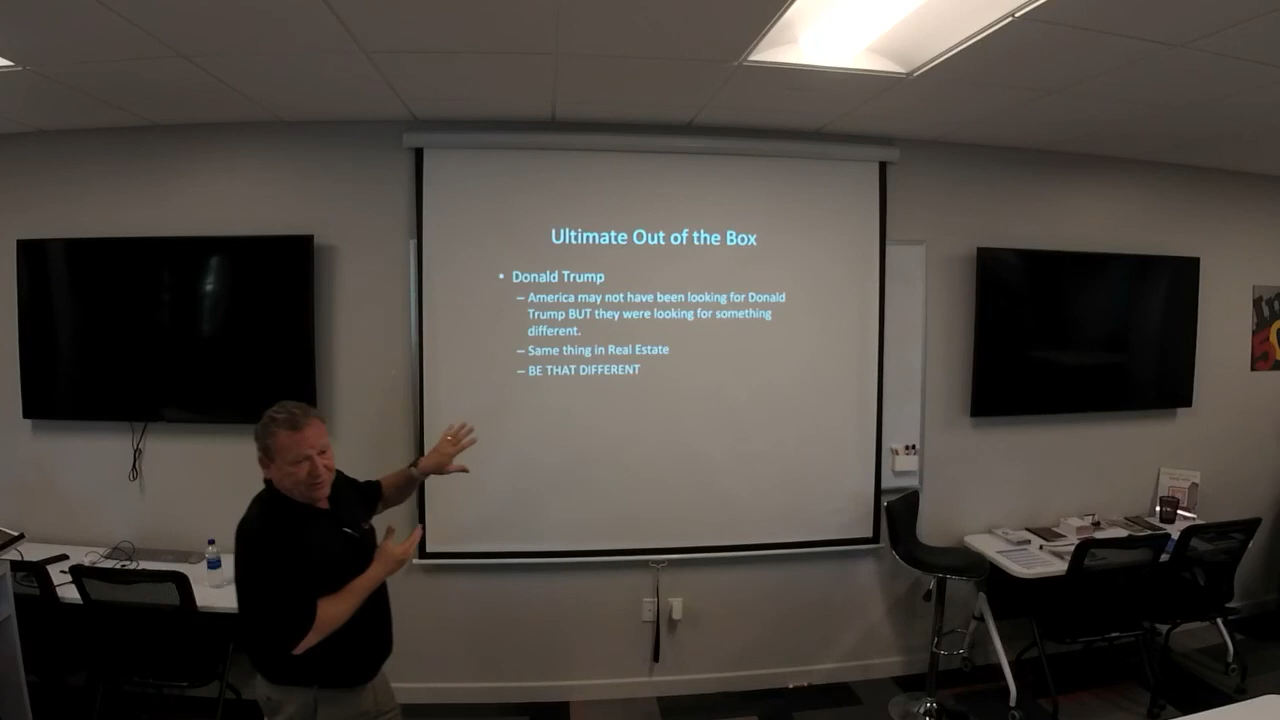 Ultimate Out of the Box
• Donald Trump
– America may not have been looking for Donald
Trump BUT they were looking for something
different.
– Same thing in Real Estate
– BE THAT DIFFERENT